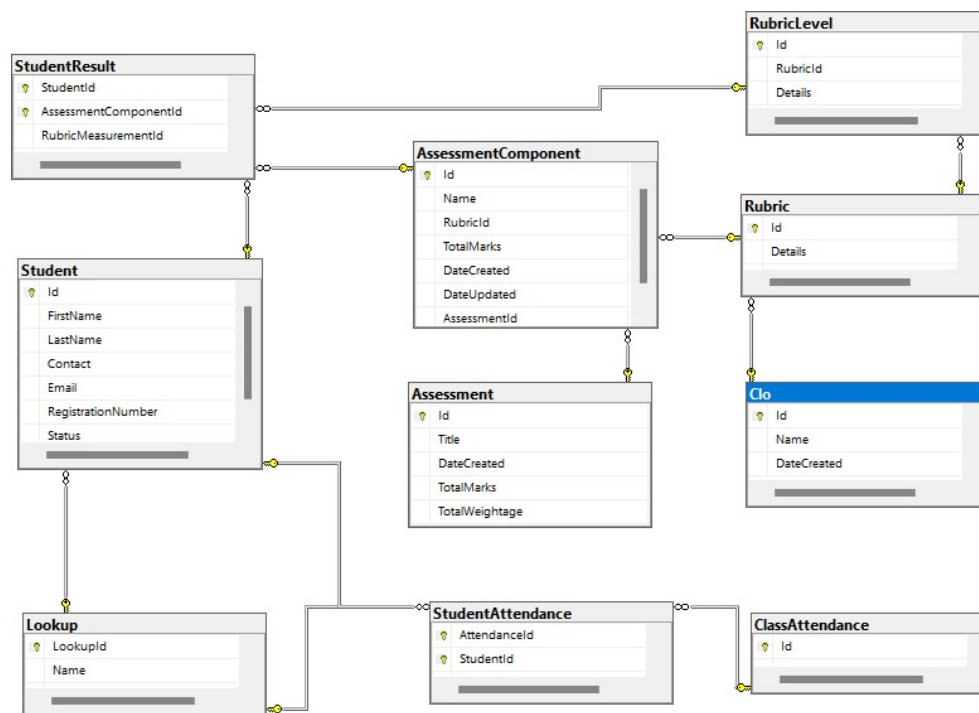 RubricLevel
Id
RubricId
Details
StudentResult
StudentId
AssessmentComponentId
RubricMeasurementId
AssessmentComponent
Id
Name
RubricId
TotalMarks
DateCreated
DateUpdated
AssessmentId
Rubric
Id
Details
Student
Id
FirstName
LastName
Contact
Email
RegistrationNumber
Status
Assessment
Id
Title
DateCreated
TotalMarks
TotalWeightage
Clo
Id
Name
DateCreated
Lookup
LookupId
Name
StudentAttendance
AttendanceId
StudentId
ClassAttendance
Id